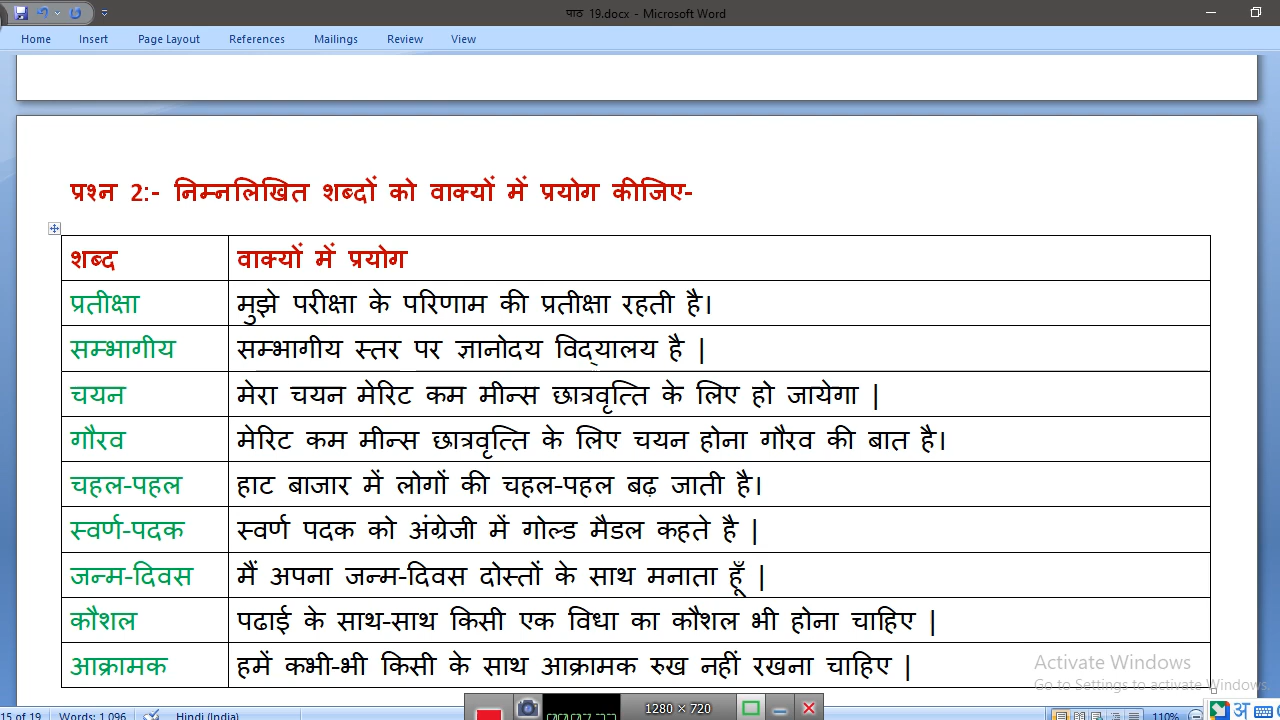 पाठ 19.docx - Microsoft Word
Home Insert Page Layout References Mailings Review View
प्रश्न 2:- निम्नलिखित शब्दों को वाक्यों में प्रयोग कीजिए-
शब्द वाक्यों में प्रयोग
प्रतीक्षा मुझे परीक्षा के परिणाम की प्रतीक्षा रहती है।
सम्भागीय सम्भागीय स्तर पर ज्ञानोदय विद्यालय है |
चयन मेरा चयन मेरिट कम मीन्स छात्रवृत्ति के लिए हो जायेगा |
गौरव मेरिट कम मीन्स छात्रवृत्ति के लिए चयन होना गौरव की बात है।
चहल-पहल हाट बाजार में लोगों की चहल-पहल बढ़ जाती है।
स्वर्ण-पदक स्वर्ण पदक को अंग्रेजी में गोल्ड मैडल कहते है |
जन्म-दिवस मैं अपना जन्म-दिवस दोस्तों के साथ मनाता हूँ |
कौशल पढाई के साथ-साथ किसी एक विधा का कौशल भी होना चाहिए |
आक्रामक हमें कभी-भी किसी के साथ आक्रामक रुख नहीं रखना चाहिए |
Activate Windows
Go to Settings to activate Windows.
15 of 19 Words: 1,096 Hindi (India) 1280 × 720 110% अ